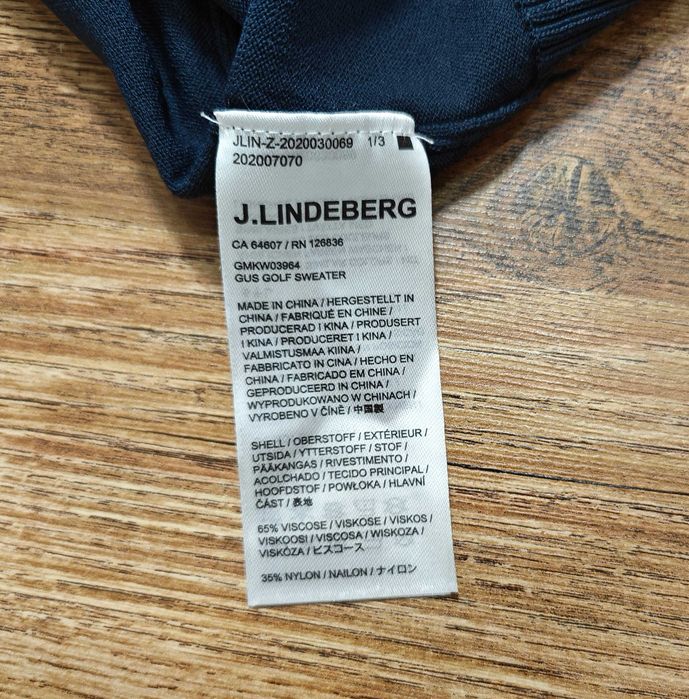 JLIN-Z-2020030069 1/3
202007070
J.LINDEBERG
CA 64607 / RN 126836
GMKW03964
GUS GOLF SWEATER
MADE IN CHINA / HERGESTELLT IN
CHINA / FABRIQUÉ EN CHINE /
PRODUCERAD I KINA / PRODUSERT
I KINA / PRODUCERET I KINA /
VALMISTUSMAA KIINA /
FABBRICATO IN CINA / HECHO EN
CHINA / FABRICADO EM CHINA /
GEPRODUCEERD IN CHINA /
WYPRODUKOWANO W CHINACH /
VYROBENO V ČÍNĚ / 中国製
SHELL / OBERSTOFF / EXTÉRIEUR /
UTSIDA / YTTERSTOFF / STOF /
PÄÄKANGAS / RIVESTIMENTO /
ACOLCHADO / TECIDO PRINCIPAL /
HOOFDSTOF / POWŁOKA / HLAVNÍ
ČÁST / 表地
65% VISCOSE / VISKOSE / VISKOS /
VISKOOSI / VISCOSA / WISKOZA /
VISKÓZA / ビスコース
35% NYLON / NAILON / ナイロン